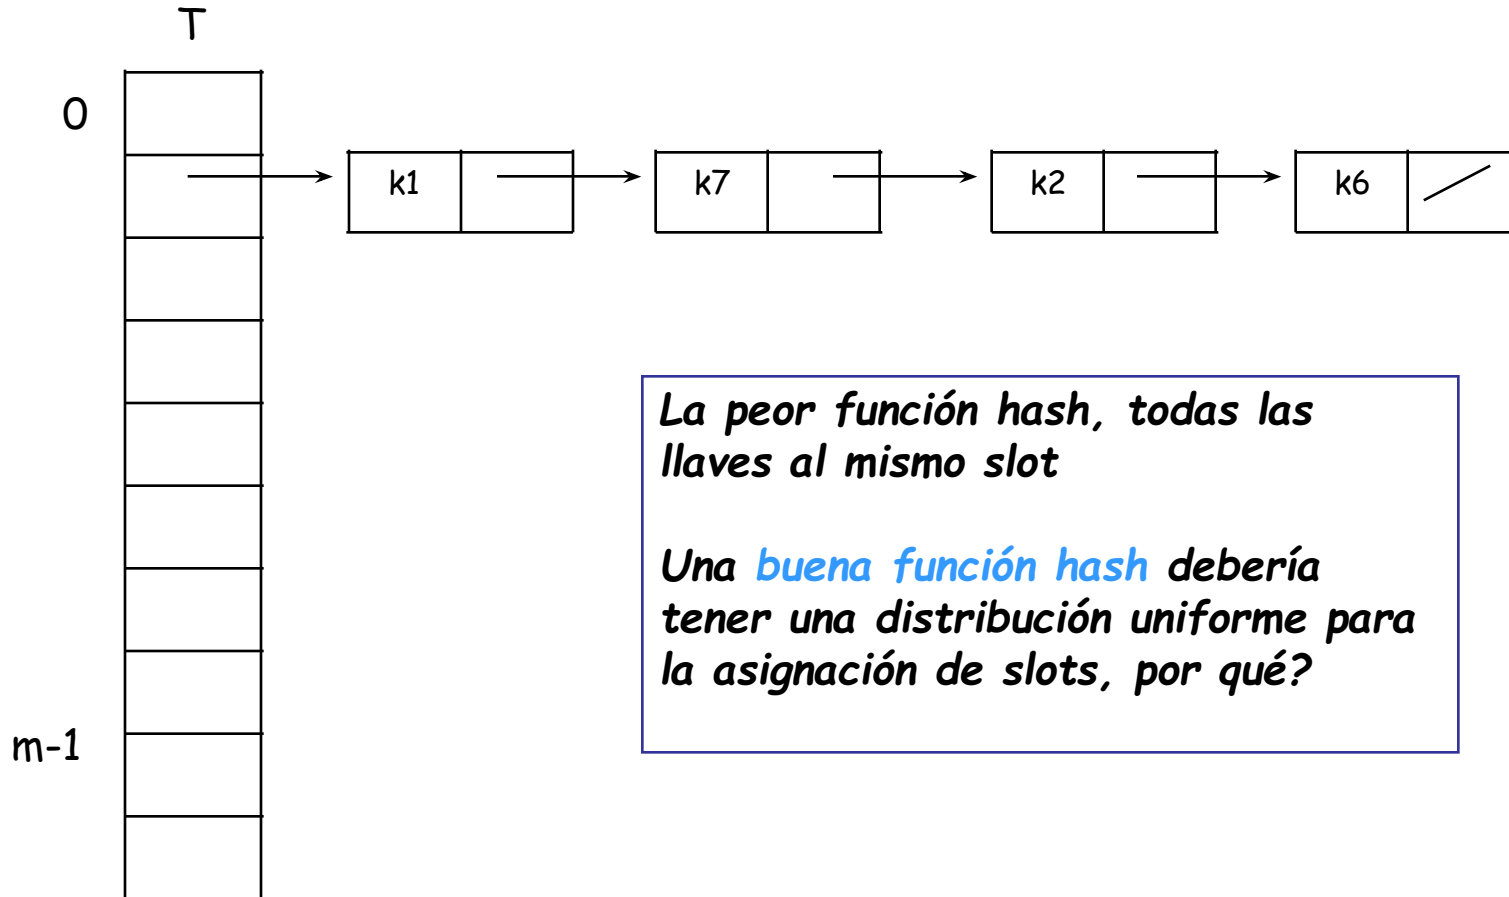 T
0
k1 k7 k2 k6
La peor función hash, todas las
llaves al mismo slot
Una buena función hash debería
tener una distribución uniforme para
la asignación de slots, por qué?
m-1